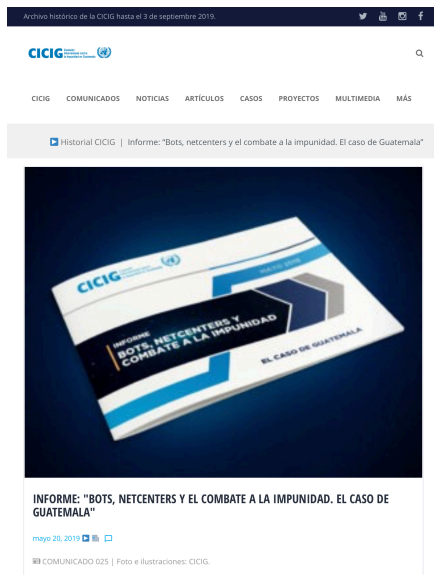 Archivo histórico de la CICIG hasta el 3 de septiembre 2019.
CICIG
CICIG COMUNICADOS NOTICIAS ARTÍCULOS CASOS PROYECTOS MULTIMEDIA MÁS
Historial CICIG | Informe: “Bots, netcenters y el combate a la impunidad. El caso de Guatemala”
CICIG
MAYO 2019
INFORME
BOTS, NETCENTERS Y
COMBATE A LA IMPUNIDAD
EL CASO DE GUATEMALA
INFORME: "BOTS, NETCENTERS Y EL COMBATE A LA IMPUNIDAD. EL CASO DE
GUATEMALA"
mayo 20, 2019
COMUNICADO 025 | Foto e ilustraciones: CICIG.